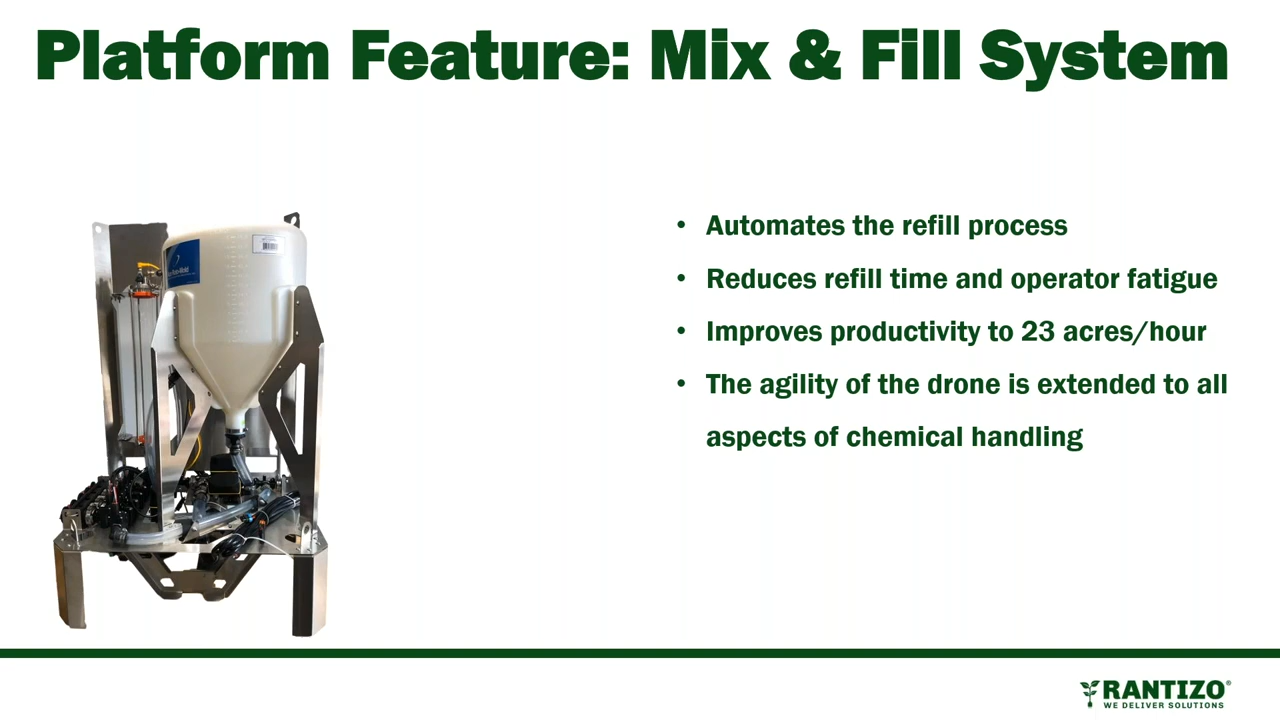 Platform Feature: Mix & Fill System
• Automates the refill process
• Reduces refill time and operator fatigue
• Improves productivity to 23 acres/hour
• The agility of the drone is extended to all
aspects of chemical handling
RANTIZO®
WE DELIVER SOLUTIONS